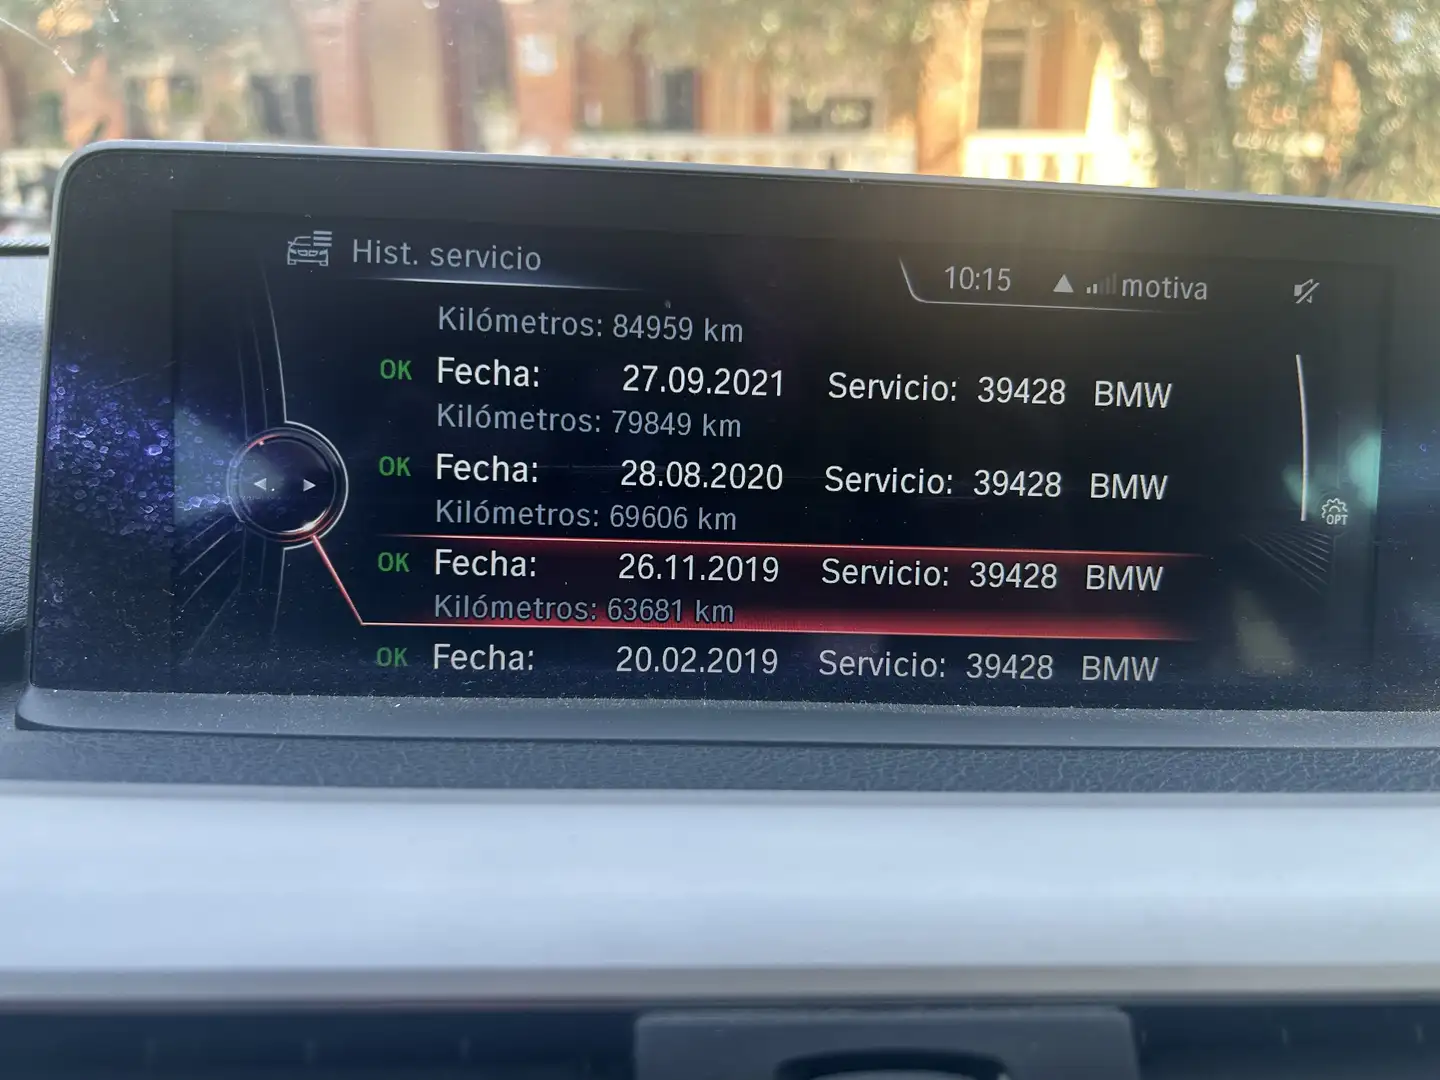 Hist. servicio
10:15 motiva
Kilómetros: 84959 km
OK Fecha: 27.09.2021 Servicio: 39428 BMW
Kilómetros: 79849 km
OK Fecha: 28.08.2020 Servicio: 39428 BMW
Kilómetros: 69606 km
OPT
OK Fecha: 26.11.2019 Servicio: 39428 BMW
Kilómetros: 63681 km
OK Fecha: 20.02.2019 Servicio: 39428 BMW